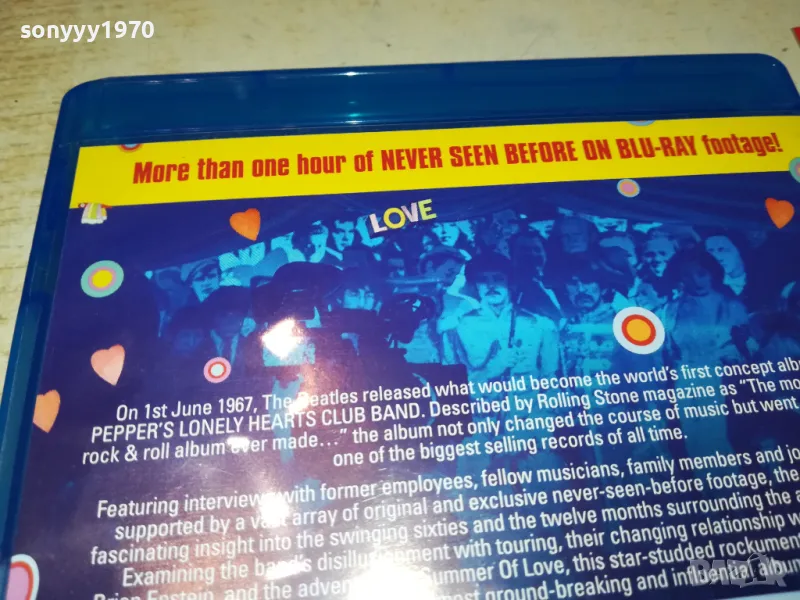 sonyyy1970
More than one hour of NEVER SEEN BEFORE ON BLU-RAY footage!
LOVE
On 1st June 1967, The Beatles released what would become the world's first concept
PEPPER'S LONELY HEARTS CLUB BAND. Described by Rolling Stone magazine as "The
rock & roll album ever made..." the album not only changed the course of music but went
one of the biggest selling records of all time.
Featuring interviews with former employees, fellow musicians, family members and
supported by a vast array of original and exclusive never-seen-before footage, the
fascinating insight into the swinging sixties and the twelve months surrounding the
Examining the band's with touring, their changing relationship
Brian Epstein, and the Summer Of Love, this star-studded
ground-breaking and influential